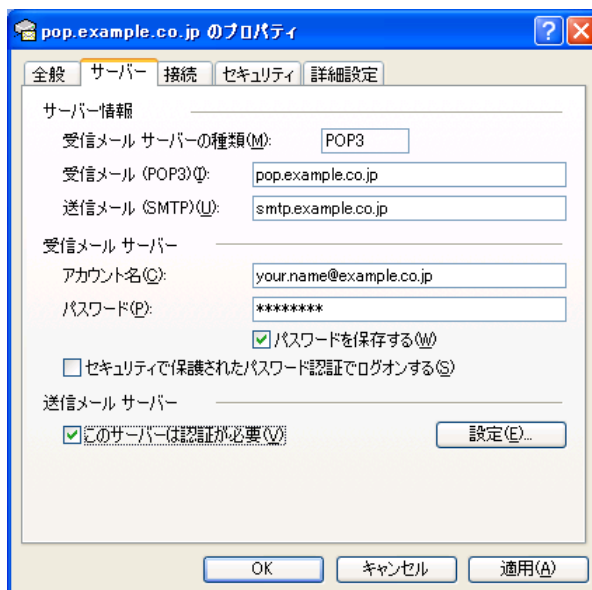 pop.example.co.jp のプロパティ
全般 サーバー 接続 セキュリティ 詳細設定
サーバー情報
受信メール サーバーの種類(M): POP3
受信メール (POP3)(I): pop.example.co.jp
送信メール (SMTP)(U): smtp.example.co.jp
受信メール サーバー
アカウント名(C): your.name@example.co.jp
パスワード(P): ********
パスワードを保存する(W)
セキュリティで保護されたパスワード認証でログオンする(S)
送信メール サーバー
このサーバーは認証が必要(V) 設定(E)...
OK キャンセル 適用(A)